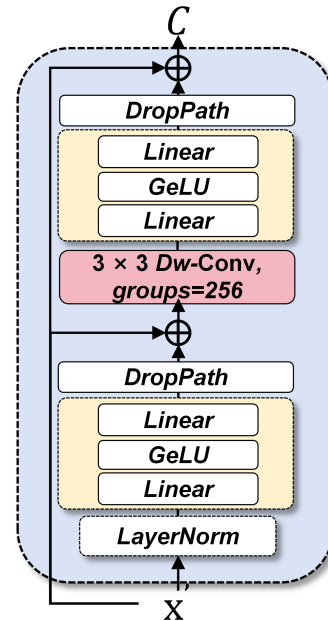 C
DropPath
Linear
GeLU
Linear
3 × 3 Dw-Conv,
groups=256
DropPath
Linear
GeLU
Linear
LayerNorm
x,